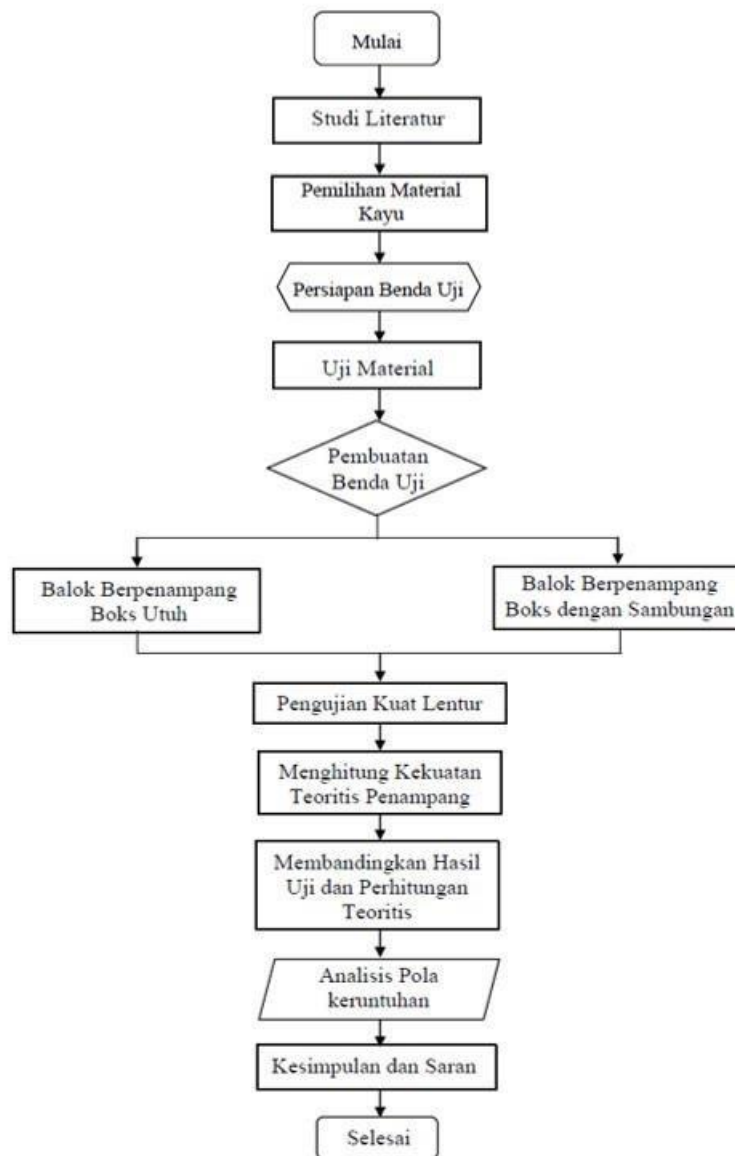 Mulai
Studi Literatur
Pemilihan Material
Kayu
Persiapan Benda Uji
Uji Material
Pembuatan
Benda Uji
Balok Berpenampang
Boks Utuh
Balok Berpenampang
Boks dengan Sambungan
Pengujian Kuat Lentur
Menghitung Kekuatan
Teoritis Penampang
Membandingkan Hasil
Uji dan Perhitungan
Teoritis
Analisis Pola
keruntuhan
Kesimpulan dan Saran
Selesai